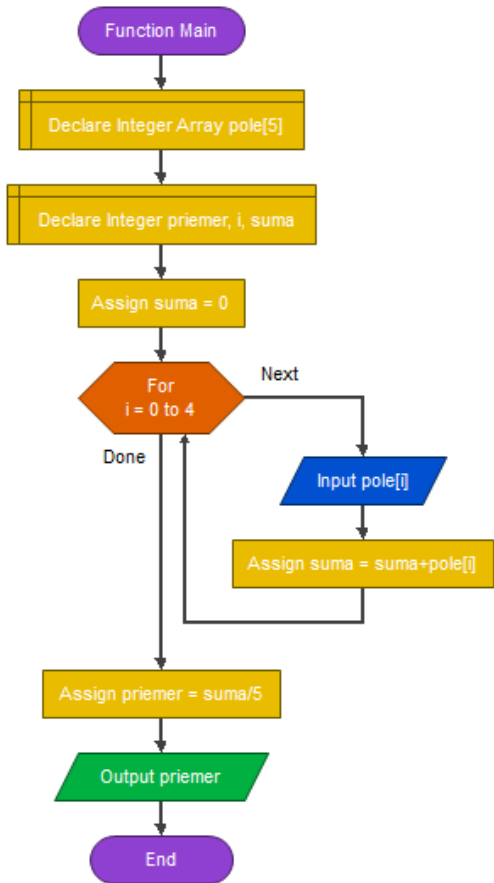 Function Main
Declare Integer Array pole[5]
Declare Integer priemer, i, suma
Assign suma = 0
For
i = 0 to 4
Next
Done
Input pole[i]
Assign suma = suma+pole[i]
Assign priemer = suma/5
Output priemer
End